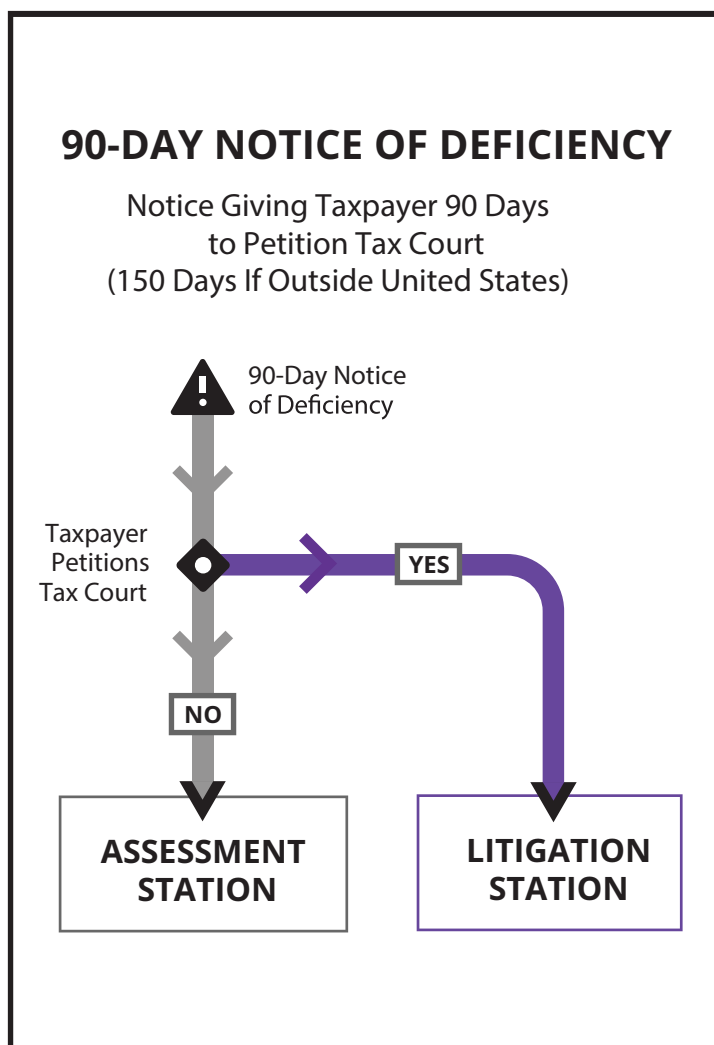 90-DAY NOTICE OF DEFICIENCY
Notice Giving Taxpayer 90 Days
to Petition Tax Court
(150 Days If Outside United States)
90-Day Notice
of Deficiency
Taxpayer
Petitions
Tax Court
YES
NO
ASSESSMENT
STATION
LITIGATION
STATION